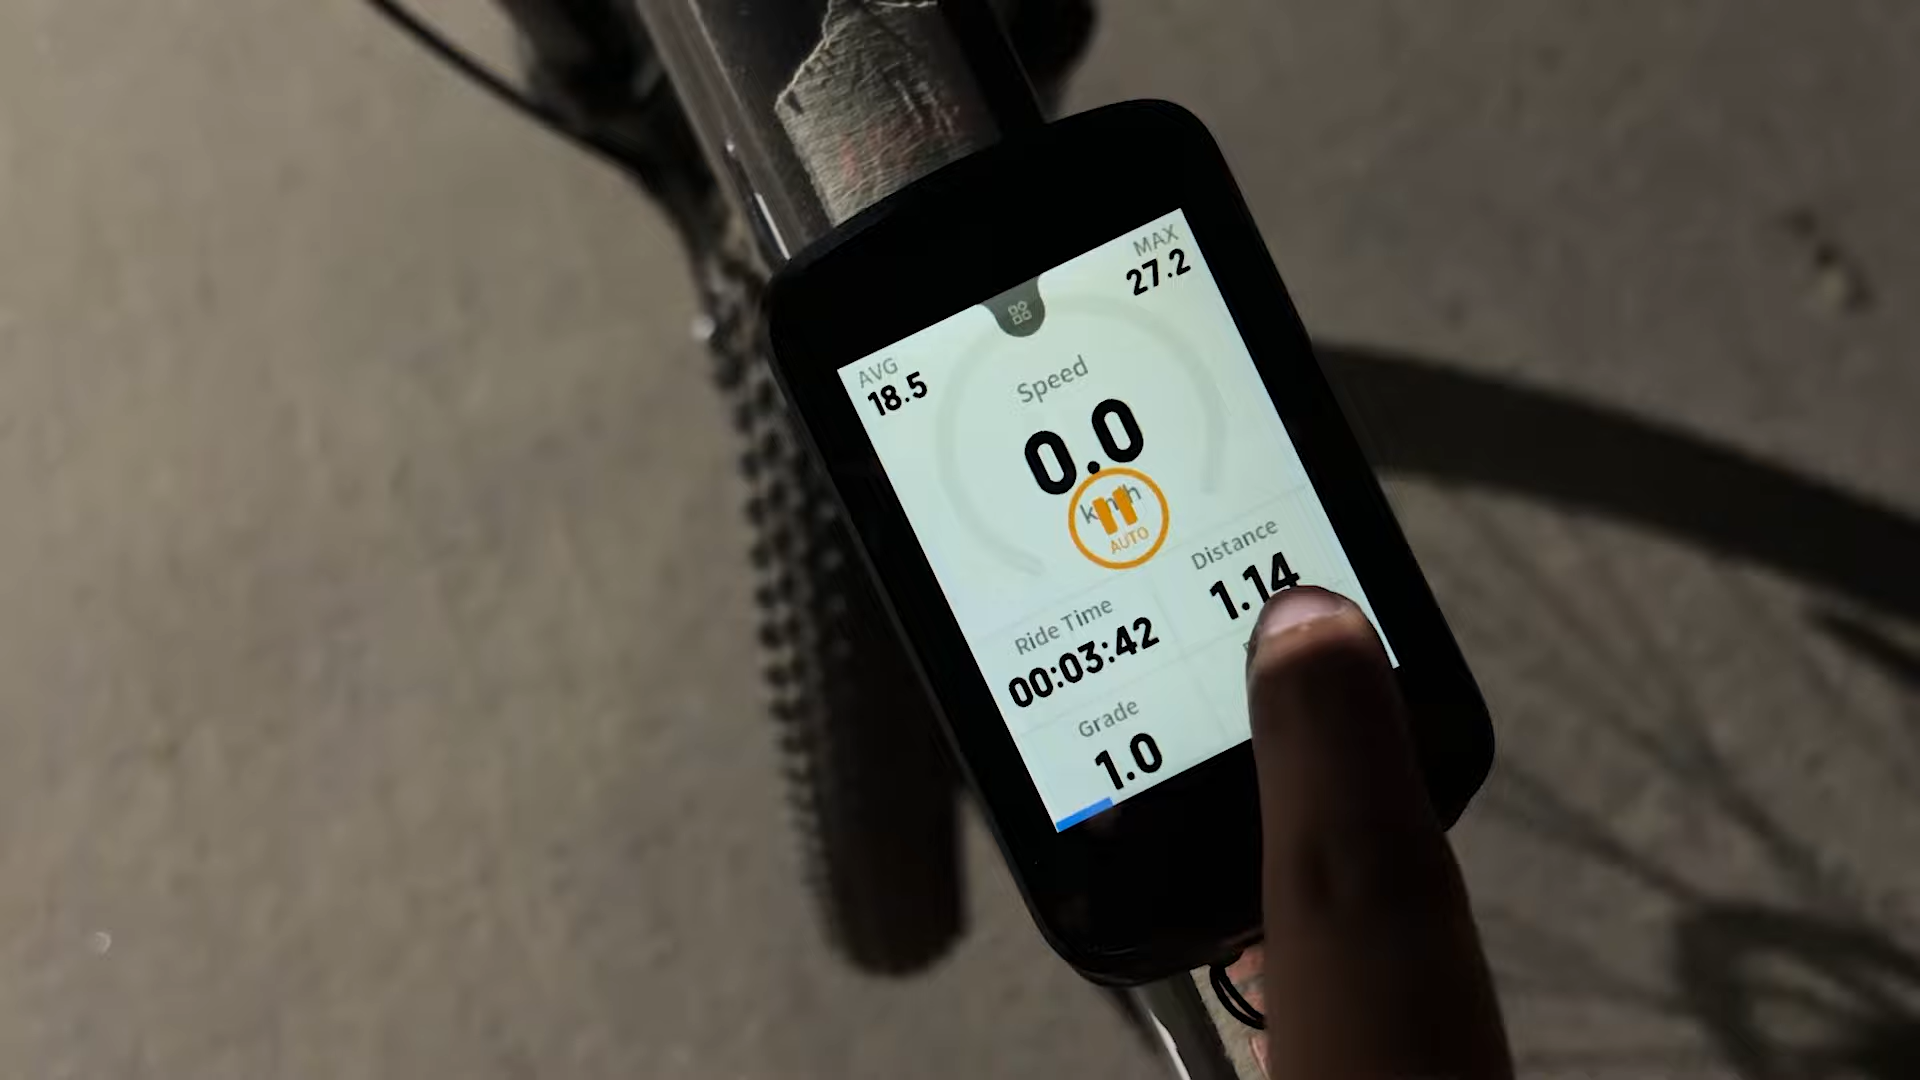 MAX
27.2
AVG
18.5
Speed
0.0
km/h
AUTO
Distance
1.14
Ride Time
00:03:42
Grade
1.0